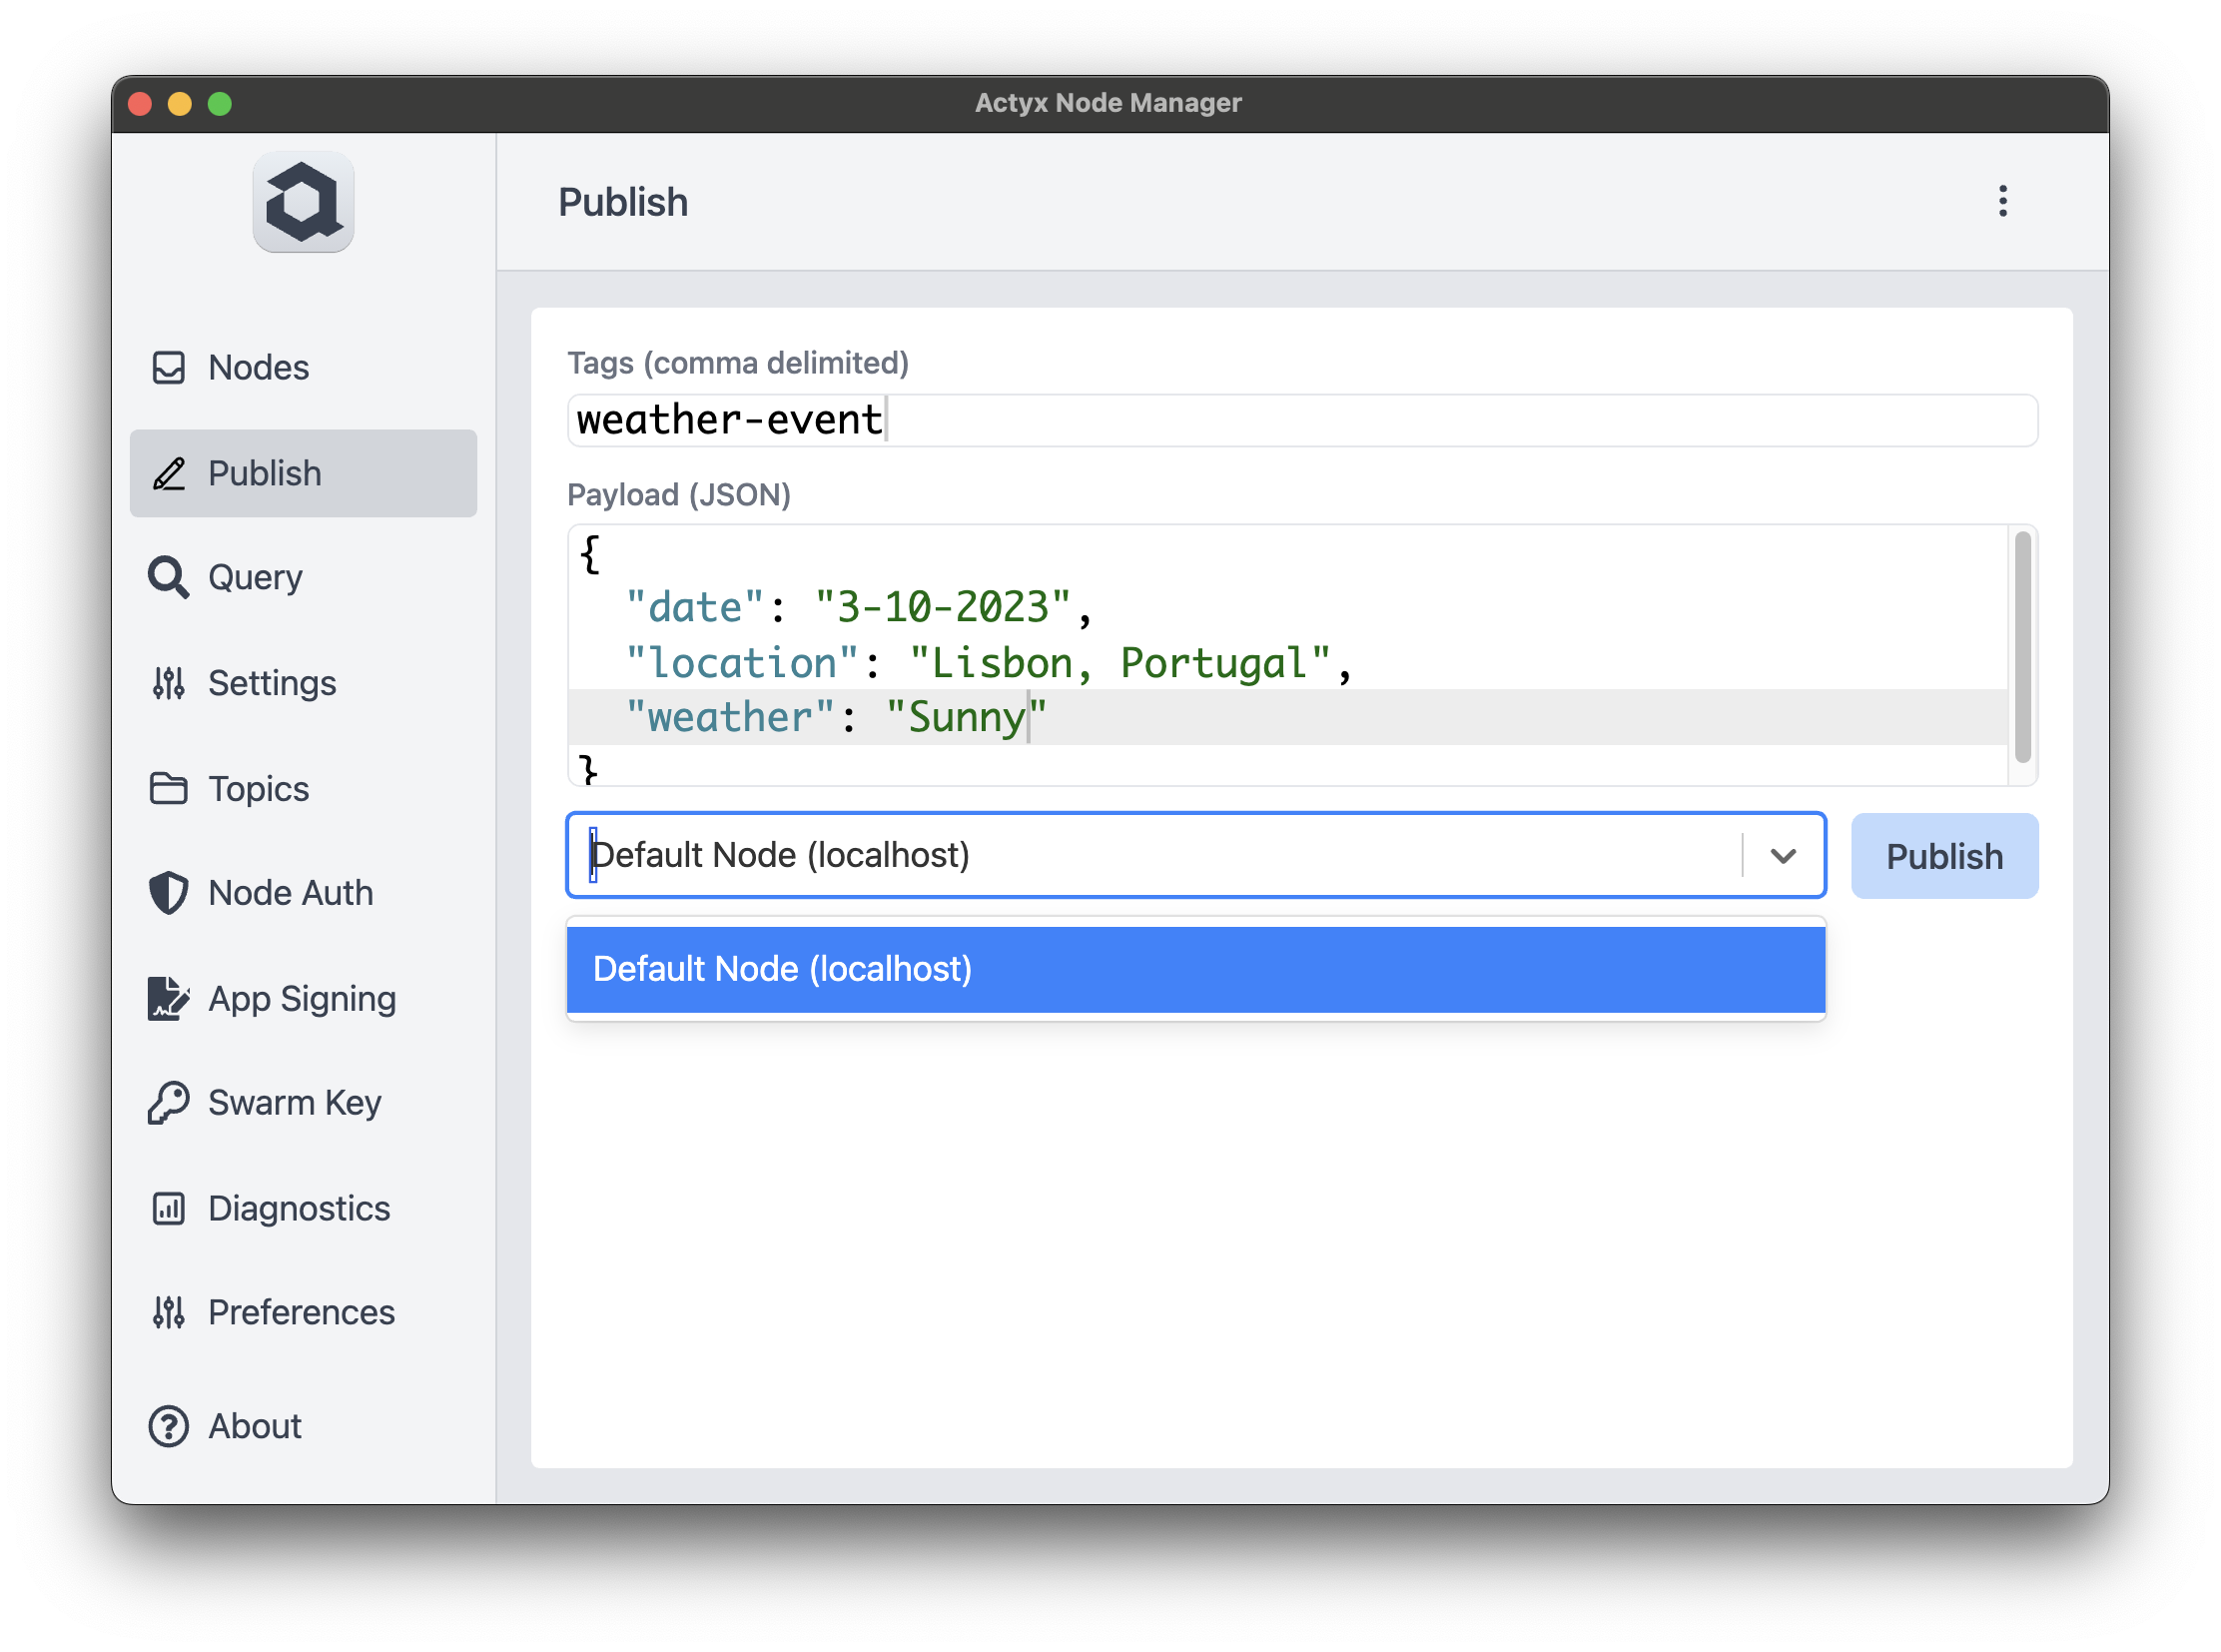 Actyx Node Manager
Publish
Nodes
Publish
Query
Settings
Topics
Node Auth
App Signing
Swarm Key
Diagnostics
Preferences
About
Tags (comma delimited)
weather-event
Payload (JSON)
{
"date": "3-10-2023",
"location": "Lisbon, Portugal",
"weather": "Sunny"
}
Default Node (localhost)
Publish
Default Node (localhost)